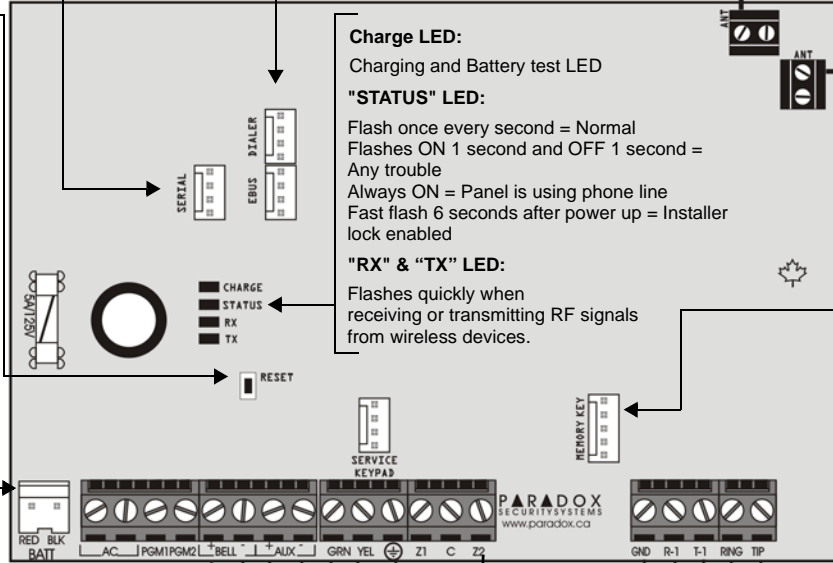 ANT
ANT
Charge LED:
Charging and Battery test LED
"STATUS" LED:
Flash once every second = Normal
Flashes ON 1 second and OFF 1 second =
Any trouble
Always ON = Panel is using phone line
Fast flash 6 seconds after power up = Installer
lock enabled
"RX" & “TX” LED:
Flashes quickly when
receiving or transmitting RF signals
from wireless devices.
DIALER
SERIAL
EBUS
5A/125V
CHARGE
STATUS
RX
TX
RESET
SERVICE
KEYPAD
MEMORY KEY
PARADOX
SECURITY SYSTEMS
www.paradox.ca
RED BLK
BATT
AC PGM1 PGM2 + BELL - + AUX - GRN YEL Z1 C Z2 GND R-1 T-1 RING TIP